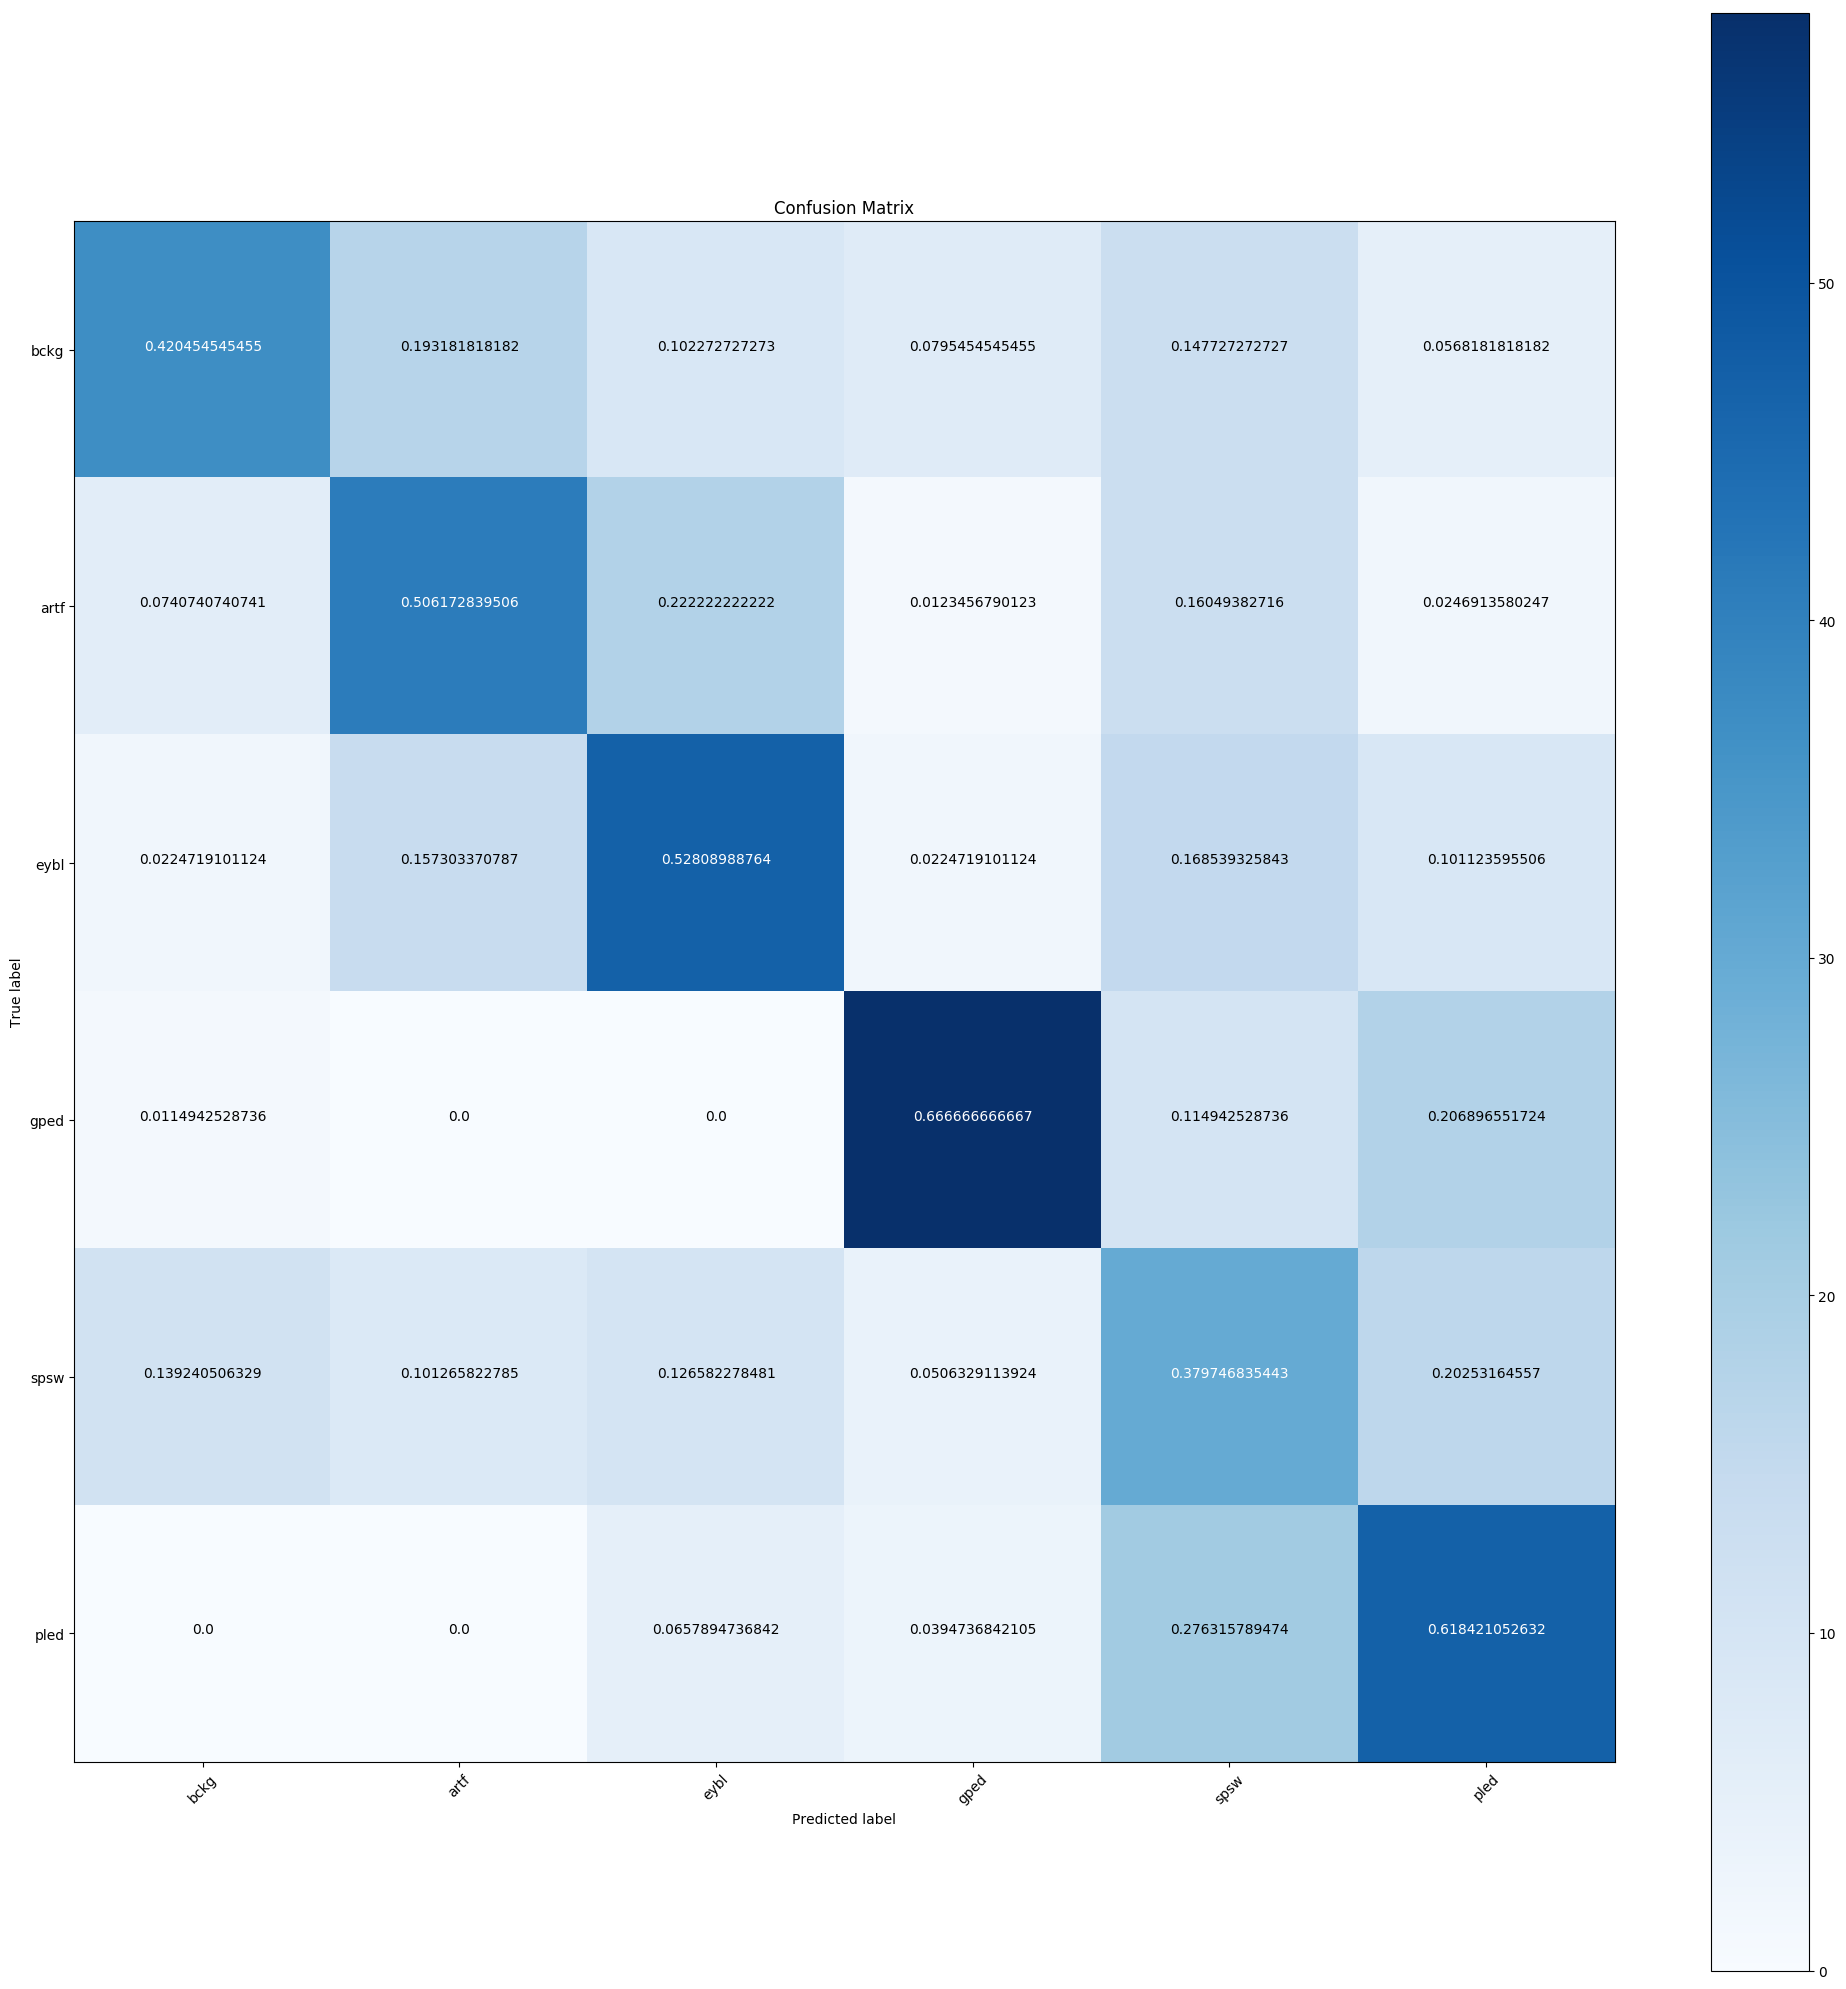 Confusion Matrix
bckg 0.420454545455 0.193181818182 0.102272727273 0.0795454545455 0.147727272727 0.0568181818182
artf 0.0740740740741 0.506172839506 0.222222222222 0.0123456790123 0.16049382716 0.0246913580247
eybl 0.0224719101124 0.157303370787 0.52808988764 0.0224719101124 0.168539325843 0.101123595506
gped 0.0114942528736 0.0 0.0 0.666666666667 0.114942528736 0.206896551724
spsw 0.139240506329 0.101265822785 0.126582278481 0.0506329113924 0.379746835443 0.20253164557
pled 0.0 0.0 0.0657894736842 0.0394736842105 0.276315789474 0.618421052632
True label
bckg artf eybl gped spsw pled
Predicted label
50
40
30
20
10
0